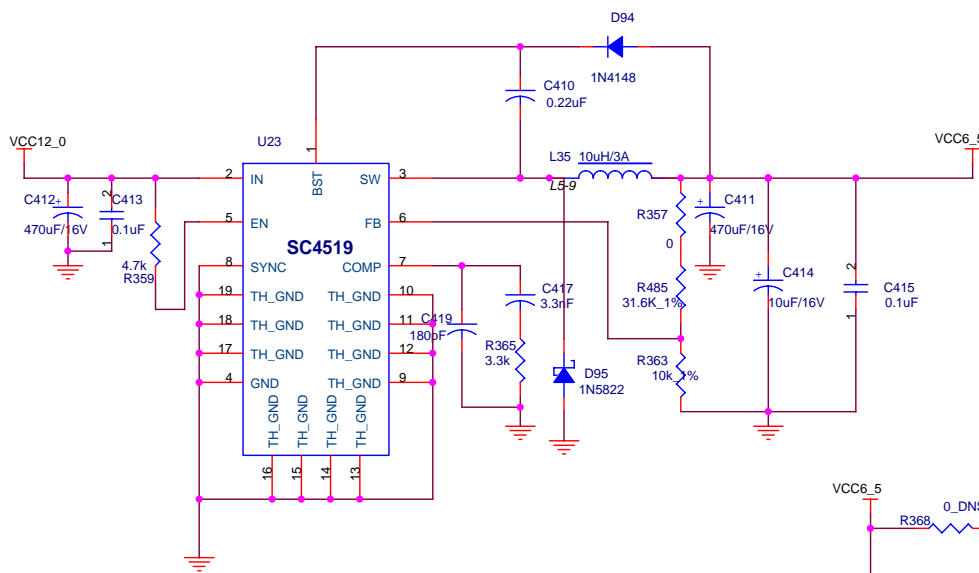 D94
1N4148
C410
0.22uF
VCC12_0
U23
1
L35 10uH/3A
VCC6_5
2 IN
BST
SW 3
L5-9
C412 +
470uF/16V
2
C413
0.1uF
1
5 EN
FB 6
R357
0
+ C411
470uF/16V
SC4519
4.7k
R359
8 SYNC
COMP 7
19 TH_GND
TH_GND 10
C417
3.3nF
R485
31.6K_1%
+ C414
10uF/16V
2
C415
0.1uF
1
18 TH_GND
TH_GND 11
C419
180pF
17 TH_GND
TH_GND 12
R365
3.3k
R363
10k_1%
4 GND
TH_GND 9
D95
1N5822
TH_GND
TH_GND
TH_GND
TH_GND
16
15
14
13
VCC6_5
R368
0_DNS